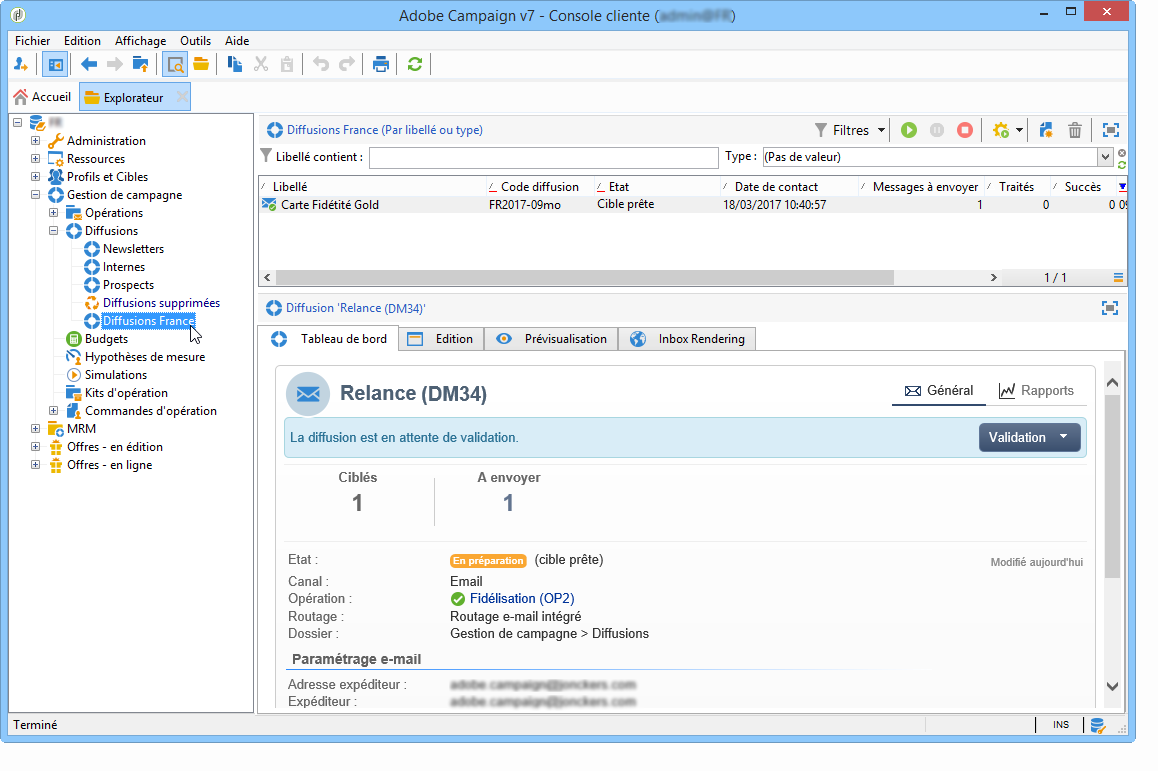 Adobe Campaign v7 - Console cliente (
Fichier Edition Affichage Outils Aide
Accueil Explorateur
Administration
Ressources
Profils et Cibles
Gestion de campagne
Opérations
Diffusions
Newsletters
Internes
Prospects
Diffusions supprimées
Diffusions France
Budgets
Hypothèses de mesure
Simulations
Kits d'opération
Commandes d'opération
MRM
Offres - en édition
Offres - en ligne
Diffusions France (Par libellé ou type) Filtres
Libellé contient : Type : (Pas de valeur)
Libellé Code diffusion Etat Date de contact Messages à envoyer Traités Succès
Carte Fidétité Gold FR2017-09mo Cible prête 18/03/2017 10:40:57 1 0 0 09
1 / 1
Diffusion 'Relance (DM34)'
Tableau de bord Edition Prévisualisation Inbox Rendering
Relance (DM34) Général Rapports
La diffusion est en attente de validation. Validation
Ciblés A envoyer
1 1
Etat : En préparation (cible prête) Modifié aujourd'hui
Canal : Email
Opération : Fidélisation (OP2)
Routage : Routage e-mail intégré
Dossier : Gestion de campagne > Diffusions
Paramétrage e-mail
Adresse expéditeur :
Expéditeur :
Terminé INS